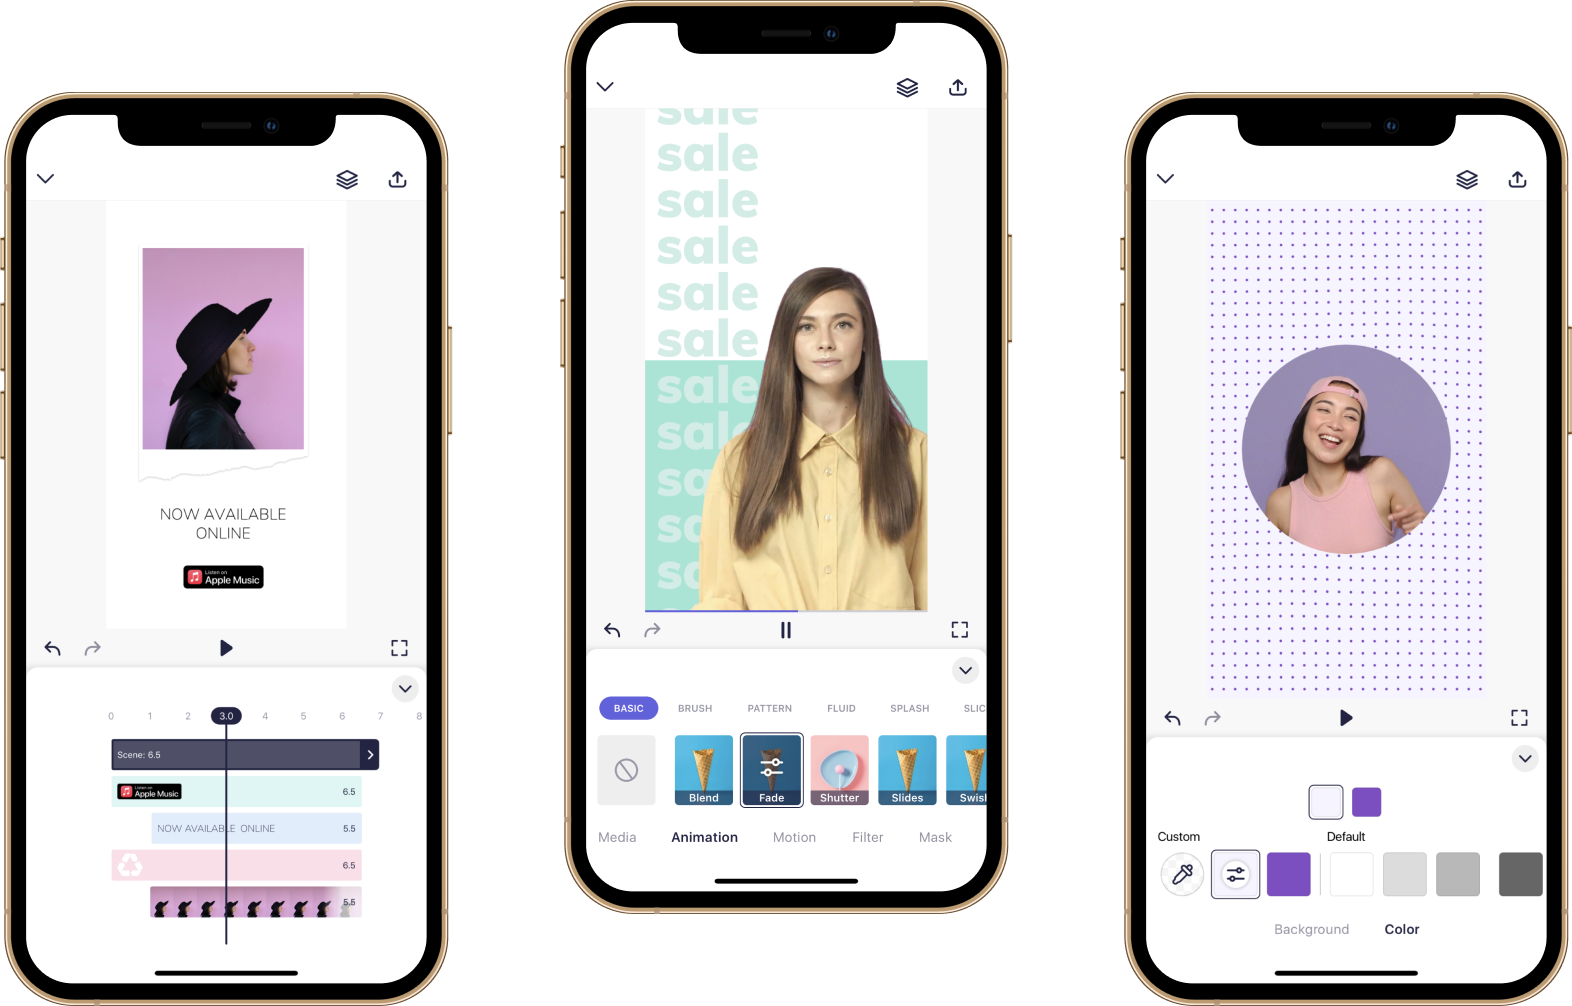 NOW AVAILABLE
ONLINE
Listen on
Apple Music
0 1 2 3.0 4 5 6 7 8
Scene: 6.5
Listen on
Apple Music
6.5
NOW AVAILABLE ONLINE 5.5
6.5
5.5
sale
sale
sale
sale
sale
sale
sale
sale
sa
sa
sa
BASIC BRUSH PATTERN FLUID SPLASH SLIC
Blend Fade Shutter Slides Swish
Media Animation Motion Filter Mask
Custom Default
Background Color